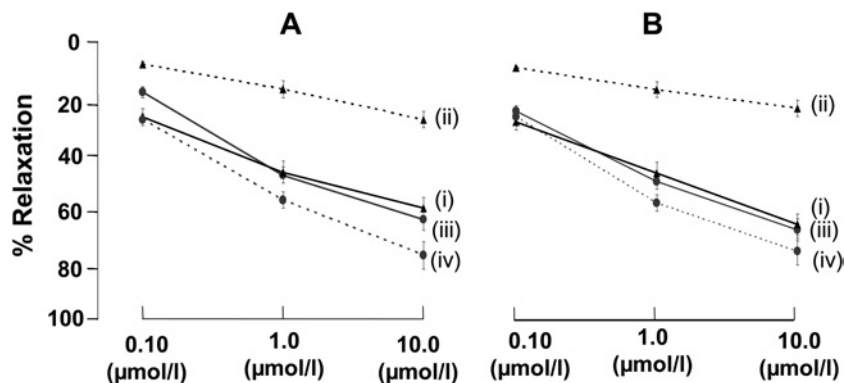 A B
% Relaxation
0
20
40
60
80
100
(ii)
(i)
(iii)
(iv)
(ii)
(i)
(iii)
(iv)
0.10 1.0 10.0 0.10 1.0 10.0
(µmol/l) (µmol/l) (µmol/l) (µmol/l) (µmol/l) (µmol/l)